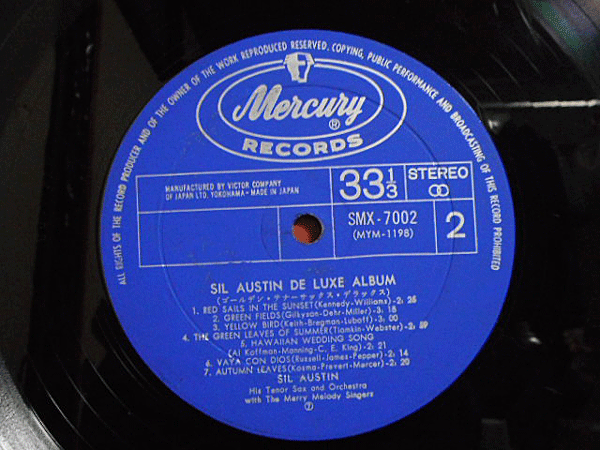 ALL RIGHTS OF THE RECORD PRODUCER AND OF THE OWNER OF THE WORK REPRODUCED RESERVED. COPYING, PUBLIC PERFORMANCE AND BROADCASTING OF THIS RECORD PROHIBITED
Mercury ®
RECORDS
MANUFACTURED BY VICTOR COMPANY
OF JAPAN LTD. YOKOHAMA-MADE IN JAPAN
33 1/3
STEREO
SMX-7002
(MYM-1198)
2
SIL AUSTIN DE LUXE ALBUM
(ゴールデン・テナーサックス・デラックス)
1. RED SAILS IN THE SUNSET(Kennedy-Williams)-2: 25
2. GREEN FIELDS(Gilkyson-Dehr-Miller)-3: 15
3. YELLOW BIRD(Keith-Bregman-Luboff)-3: 00
4. THE GREEN LEAVES OF SUMMER(Tiomkin-Webster)-2: 59
5. HAWAIIAN WEDDING SONG
(Al Hoffman-Manning-C. E. King)-2: 21
6. VAYA CON DIOS(Russell-James-Pepper)-2: 14
7. AUTUMN LEAVES(Kosma-Prevert-Mercer)-2: 20
SIL AUSTIN
His Tenor Sax and Orchestra
with The Merry Melody Singers
⑦